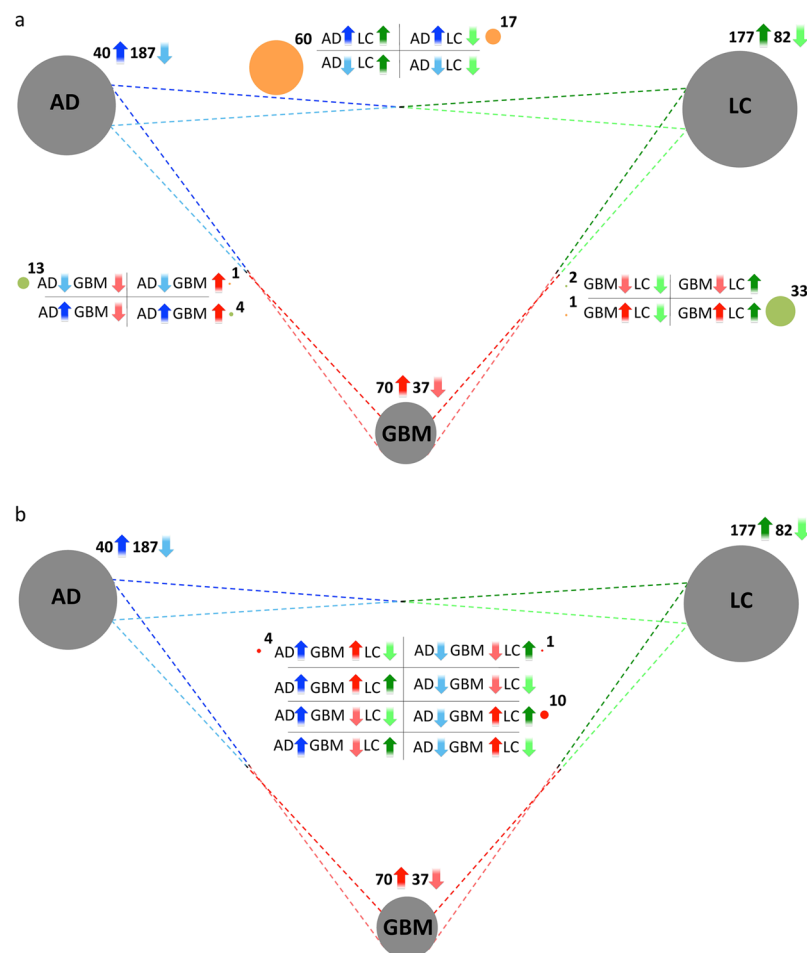 a
60
AD LC AD LC
17
AD LC AD LC
40 187
AD
177 82
LC
13
AD GBM AD GBM
1
AD GBM AD GBM
4
2
GBM LC GBM LC
1
GBM LC GBM LC
33
70 37
GBM
b
40 187
AD
177 82
LC
4
AD GBM LC AD GBM LC
1
AD GBM LC AD GBM LC
AD GBM LC AD GBM LC
10
AD GBM LC AD GBM LC
70 37
GBM